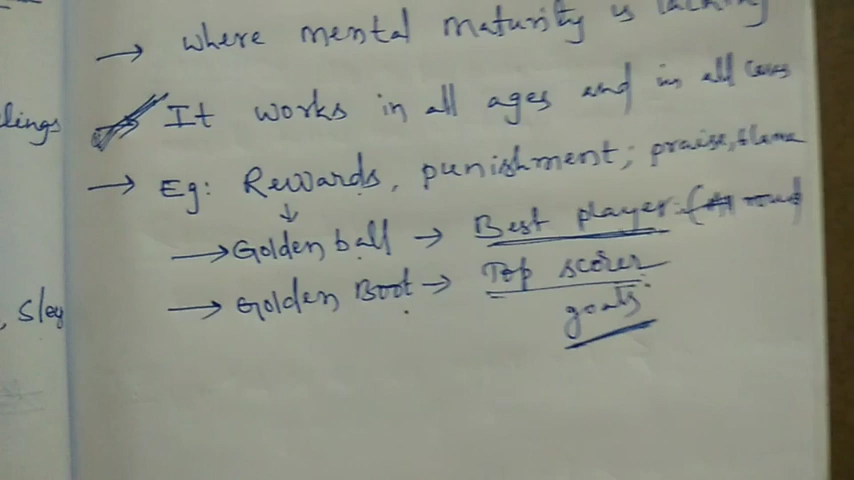 → where mental maturity is lacking
lings
It works in all ages and in all cases
→ Eg: Rewards, punishment; praise, blame
↓
→ Golden ball → Best player
, Sleg
→ Golden Boot → Top scorer
goals